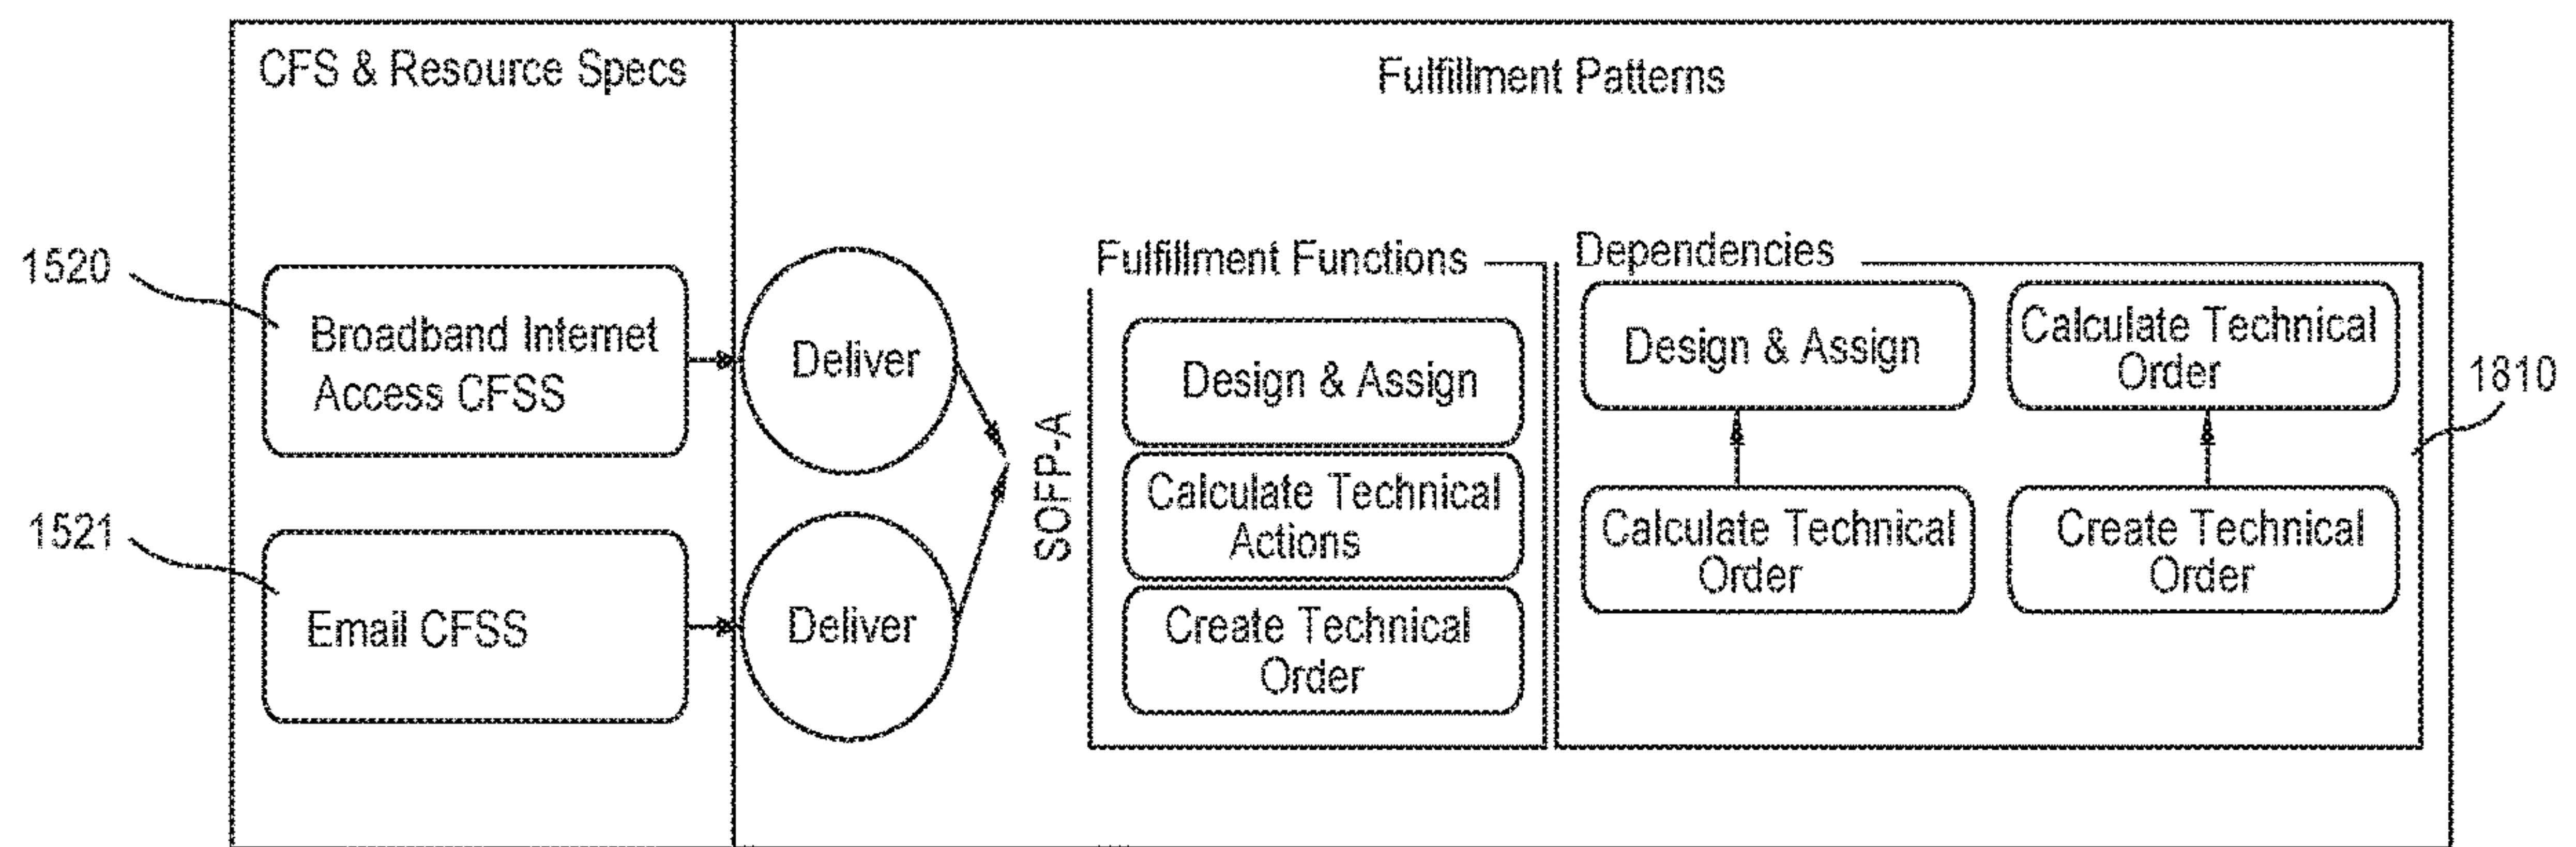 CFS & Resource Specs
Fulfillment Patterns
1520
Broadband Internet
Access CFSS
Deliver
1521
Email CFSS
Deliver
SOFP-A
Fulfillment Functions
Design & Assign
Calculate Technical
Actions
Create Technical
Order
Dependencies
Design & Assign
Calculate Technical
Order
Calculate Technical
Order
Create Technical
Order
1810